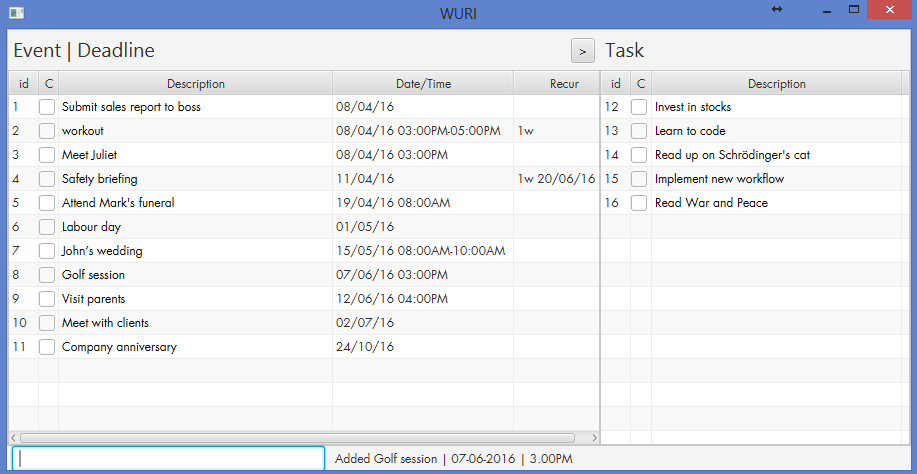 WURI
Event | Deadline
>
Task
id C Description Date/Time Recur
1 Submit sales report to boss 08/04/16
2 workout 08/04/16 03:00PM-05:00PM 1w
3 Meet Juliet 08/04/16 03:00PM
4 Safety briefing 11/04/16 1w 20/06/16
5 Attend Mark's funeral 19/04/16 08:00AM
6 Labour day 01/05/16
7 John’s wedding 15/05/16 08:00AM-10:00AM
8 Golf session 07/06/16 03:00PM
9 Visit parents 12/06/16 04:00PM
10 Meet with clients 02/07/16
11 Company anniversary 24/10/16
id C Description
12 Invest in stocks
13 Learn to code
14 Read up on Schrödinger's cat
15 Implement new workflow
16 Read War and Peace
Added Golf session | 07-06-2016 | 3.00PM